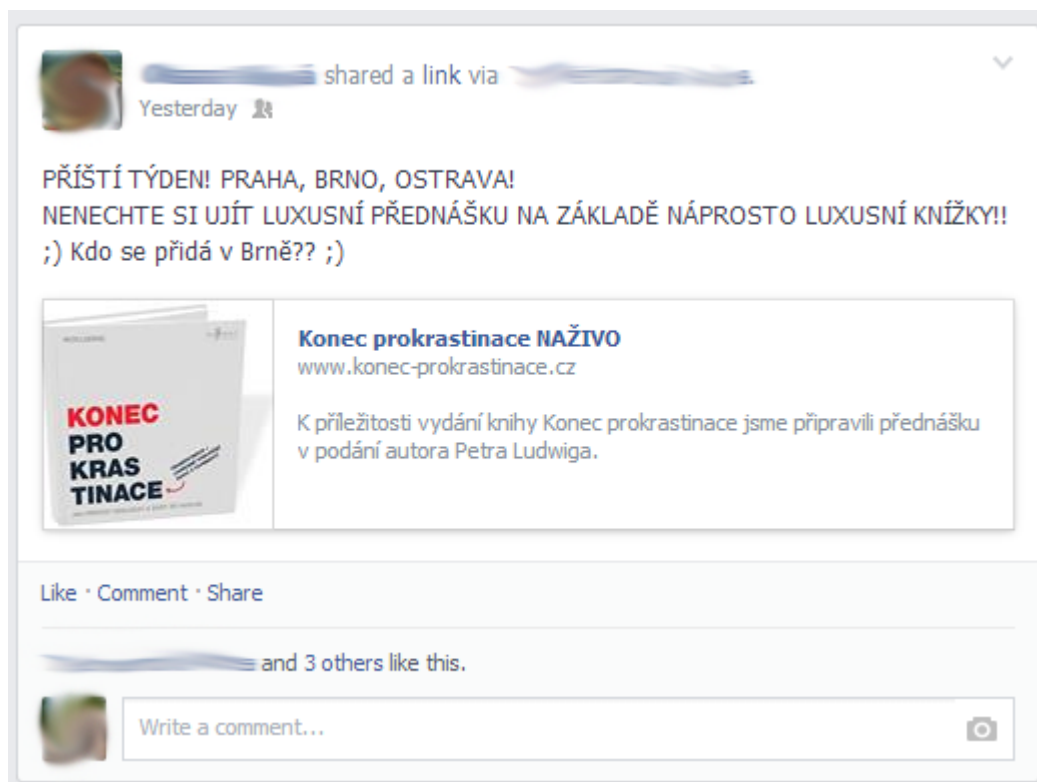 shared a link via
Yesterday
PŘÍŠTÍ TÝDEN! PRAHA, BRNO, OSTRAVA!
NENECHTE SI UJÍT LUXUSNÍ PŘEDNÁŠKU NA ZÁKLADĚ NÁPROSTO LUXUSNÍ KNÍŽKY!!
;) Kdo se přidá v Brně?? ;)
KONEC
PRO
KRAS
TINACE
Konec prokrastinace NAŽIVO
www.konec-prokrastinace.cz
K příležitosti vydání knihy Konec prokrastinace jsme připravili přednášku
v podání autora Petra Ludwiga.
Like · Comment · Share
and 3 others like this.
Write a comment...